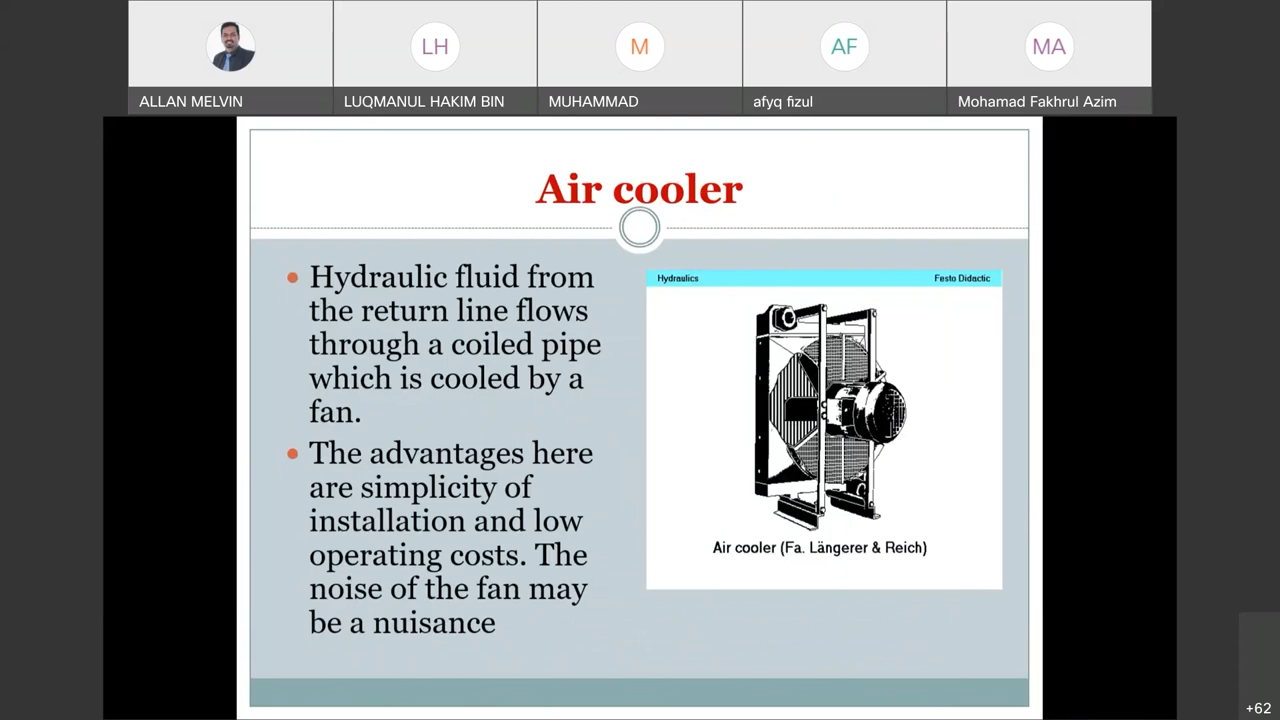 LH
M
AF
MA
ALLAN MELVIN
LUQMANUL HAKIM BIN
MUHAMMAD
afyq fizul
Mohamad Fakhrul Azim
Air cooler
Hydraulic fluid from
the return line flows
through a coiled pipe
which is cooled by a
fan.
The advantages here
are simplicity of
installation and low
operating costs. The
noise of the fan may
be a nuisance
Hydraulics
Festo Didactic
Air cooler (Fa. Längerer & Reich)
+62